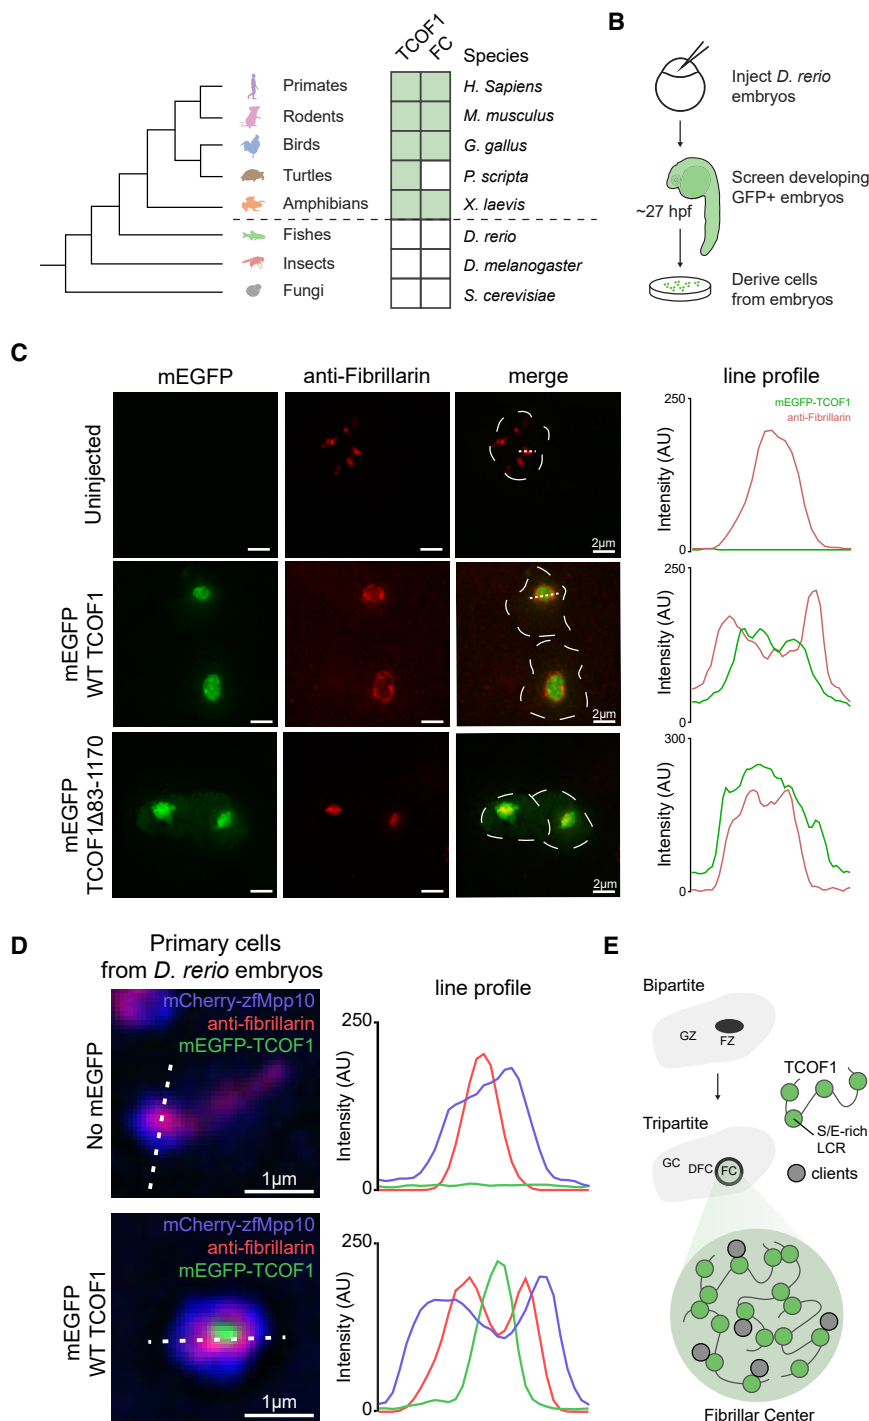 TCOF1
FC
Species
Primates
H. Sapiens
Rodents
M. musculus
Birds
G. gallus
Turtles
P. scripta
Amphibians
X. laevis
Fishes
D. rerio
Insects
D. melanogaster
Fungi
S. cerevisiae
B
Inject D. rerio
embryos
Screen developing
GFP+ embryos
~27 hpf
Derive cells
from embryos
C
mEGFP
anti-Fibrillarin
merge
line profile
Uninjected
2µm
250
Intensity (AU)
0
mEGFP-TCOF1
anti-Fibrillarin
mEGFP
WT TCOF1
2µm
250
Intensity (AU)
0
mEGFP
TCOF1Δ83-1170
2µm
300
Intensity (AU)
0
D
Primary cells
from D. rerio embryos
line profile
No mEGFP
mCherry-zfMpp10
anti-fibrillarin
mEGFP-TCOF1
1µm
250
Intensity (AU)
0
mEGFP
WT TCOF1
mCherry-zfMpp10
anti-fibrillarin
mEGFP-TCOF1
1µm
250
Intensity (AU)
0
E
Bipartite
GZ
FZ
TCOF1
S/E-rich
LCR
clients
Tripartite
GC
DFC
FC
Fibrillar Center